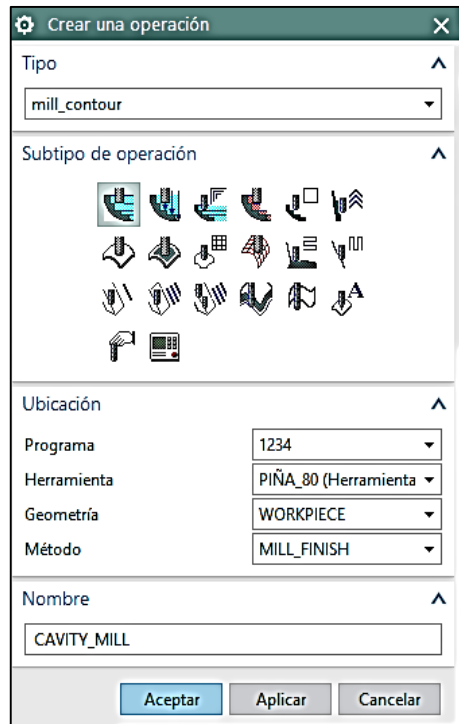 Crear una operación
Tipo
mill_contour
Subtipo de operación
A
Ubicación
Programa 1234
Herramienta PIÑA_80 (Herramienta
Geometría WORKPIECE
Método MILL_FINISH
Nombre
CAVITY_MILL
Aceptar Aplicar Cancelar